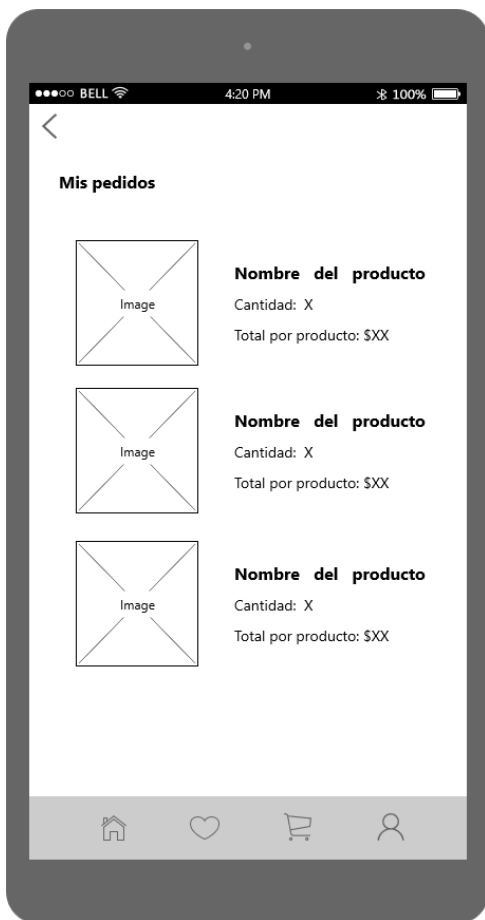 BELL 4:20 PM 100%
Mis pedidos
Image
Nombre del producto
Cantidad: X
Total por producto: $XX
Image
Nombre del producto
Cantidad: X
Total por producto: $XX
Image
Nombre del producto
Cantidad: X
Total por producto: $XX